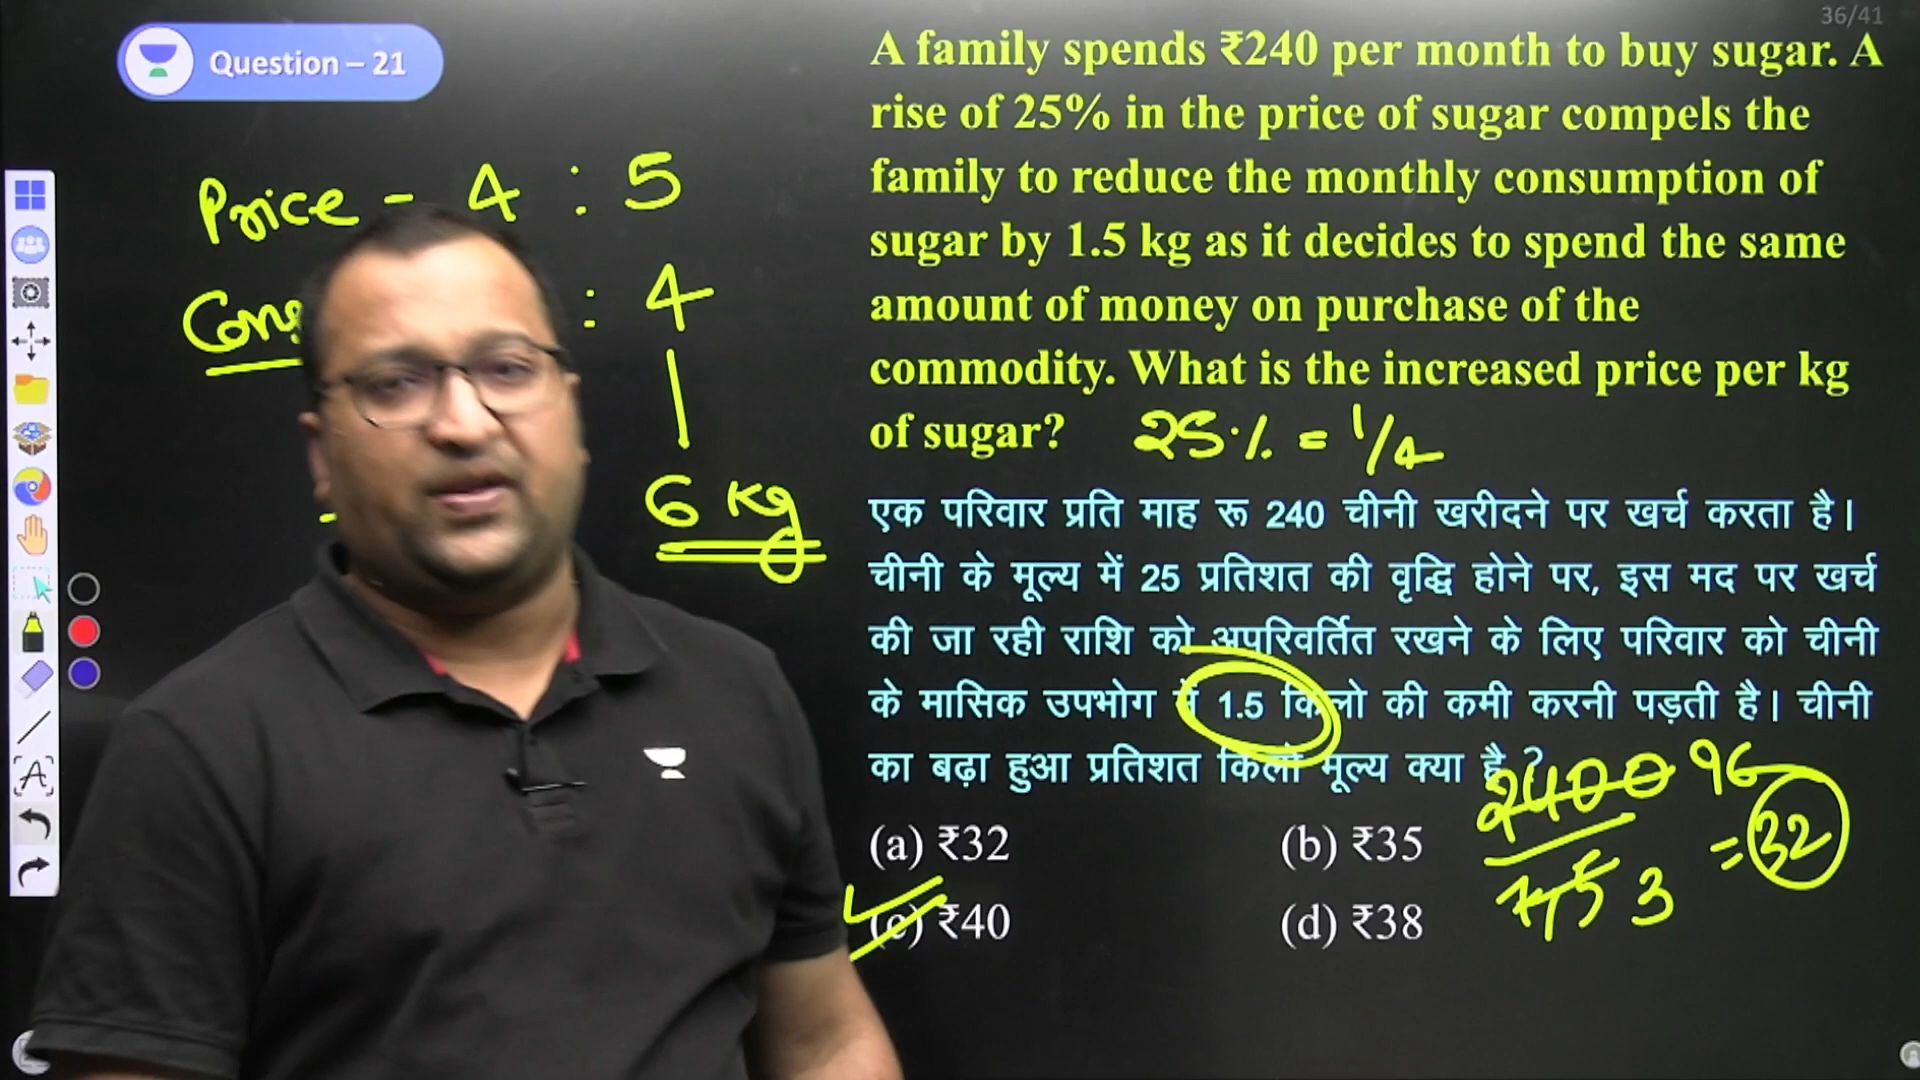 36/41
Question – 21
A family spends ₹240 per month to buy sugar. A
rise of 25% in the price of sugar compels the
family to reduce the monthly consumption of
sugar by 1.5 kg as it decides to spend the same
amount of money on purchase of the
commodity. What is the increased price per kg
of sugar?
25% = 1/4
एक परिवार प्रति माह रू 240 चीनी खरीदने पर खर्च करता है।
चीनी के मूल्य में 25 प्रतिशत की वृद्धि होने पर, इस मद पर खर्च
की जा रही राशि को अपरिवर्तित रखने के लिए परिवार को चीनी
के मासिक उपभोग में 1.5 किलो की कमी करनी पड़ती है। चीनी
का बढ़ा हुआ प्रतिशत किलो मूल्य क्या है ?
(a) ₹32
(b) ₹35
(c) ₹40
(d) ₹38
Price - 4 : 5
: 4
6 kg
2400 96
3
= 32